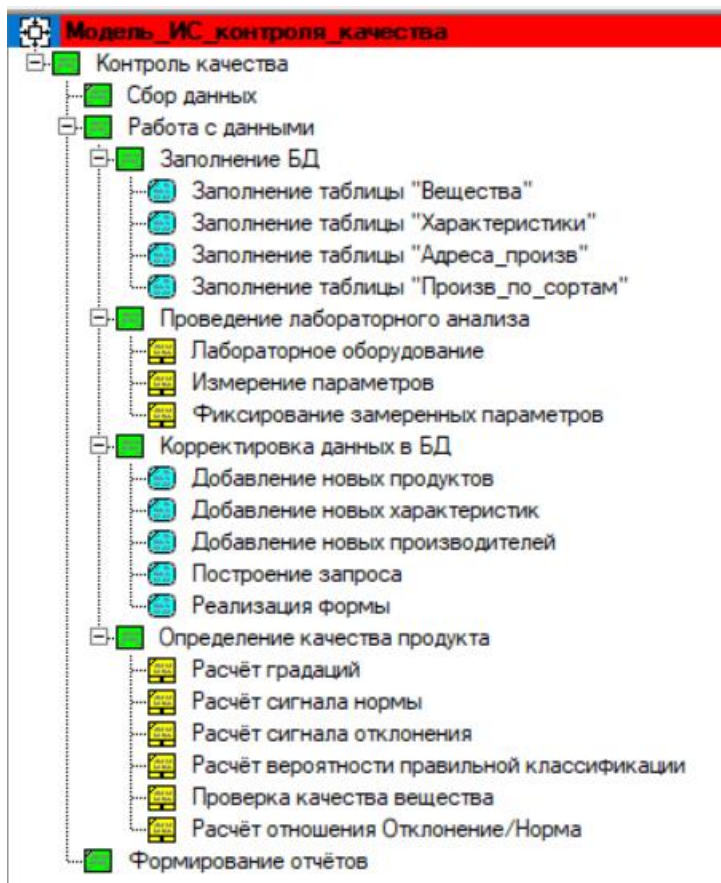 Модель_ИС_контроля_качества
Контроль качества
Сбор данных
Работа с данными
Заполнение БД
Заполнение таблицы "Вещества"
Заполнение таблицы "Характеристики"
Заполнение таблицы "Адреса_произв"
Заполнение таблицы "Произв_по_сортам"
Проведение лабораторного анализа
Лабораторное оборудование
Измерение параметров
Фиксирование замеренных параметров
Корректировка данных в БД
Добавление новых продуктов
Добавление новых характеристик
Добавление новых производителей
Построение запроса
Реализация формы
Определение качества продукта
Расчёт градаций
Расчёт сигнала нормы
Расчёт сигнала отклонения
Расчёт вероятности правильной классификации
Проверка качества вещества
Расчёт отношения Отклонение/Норма
Формирование отчётов